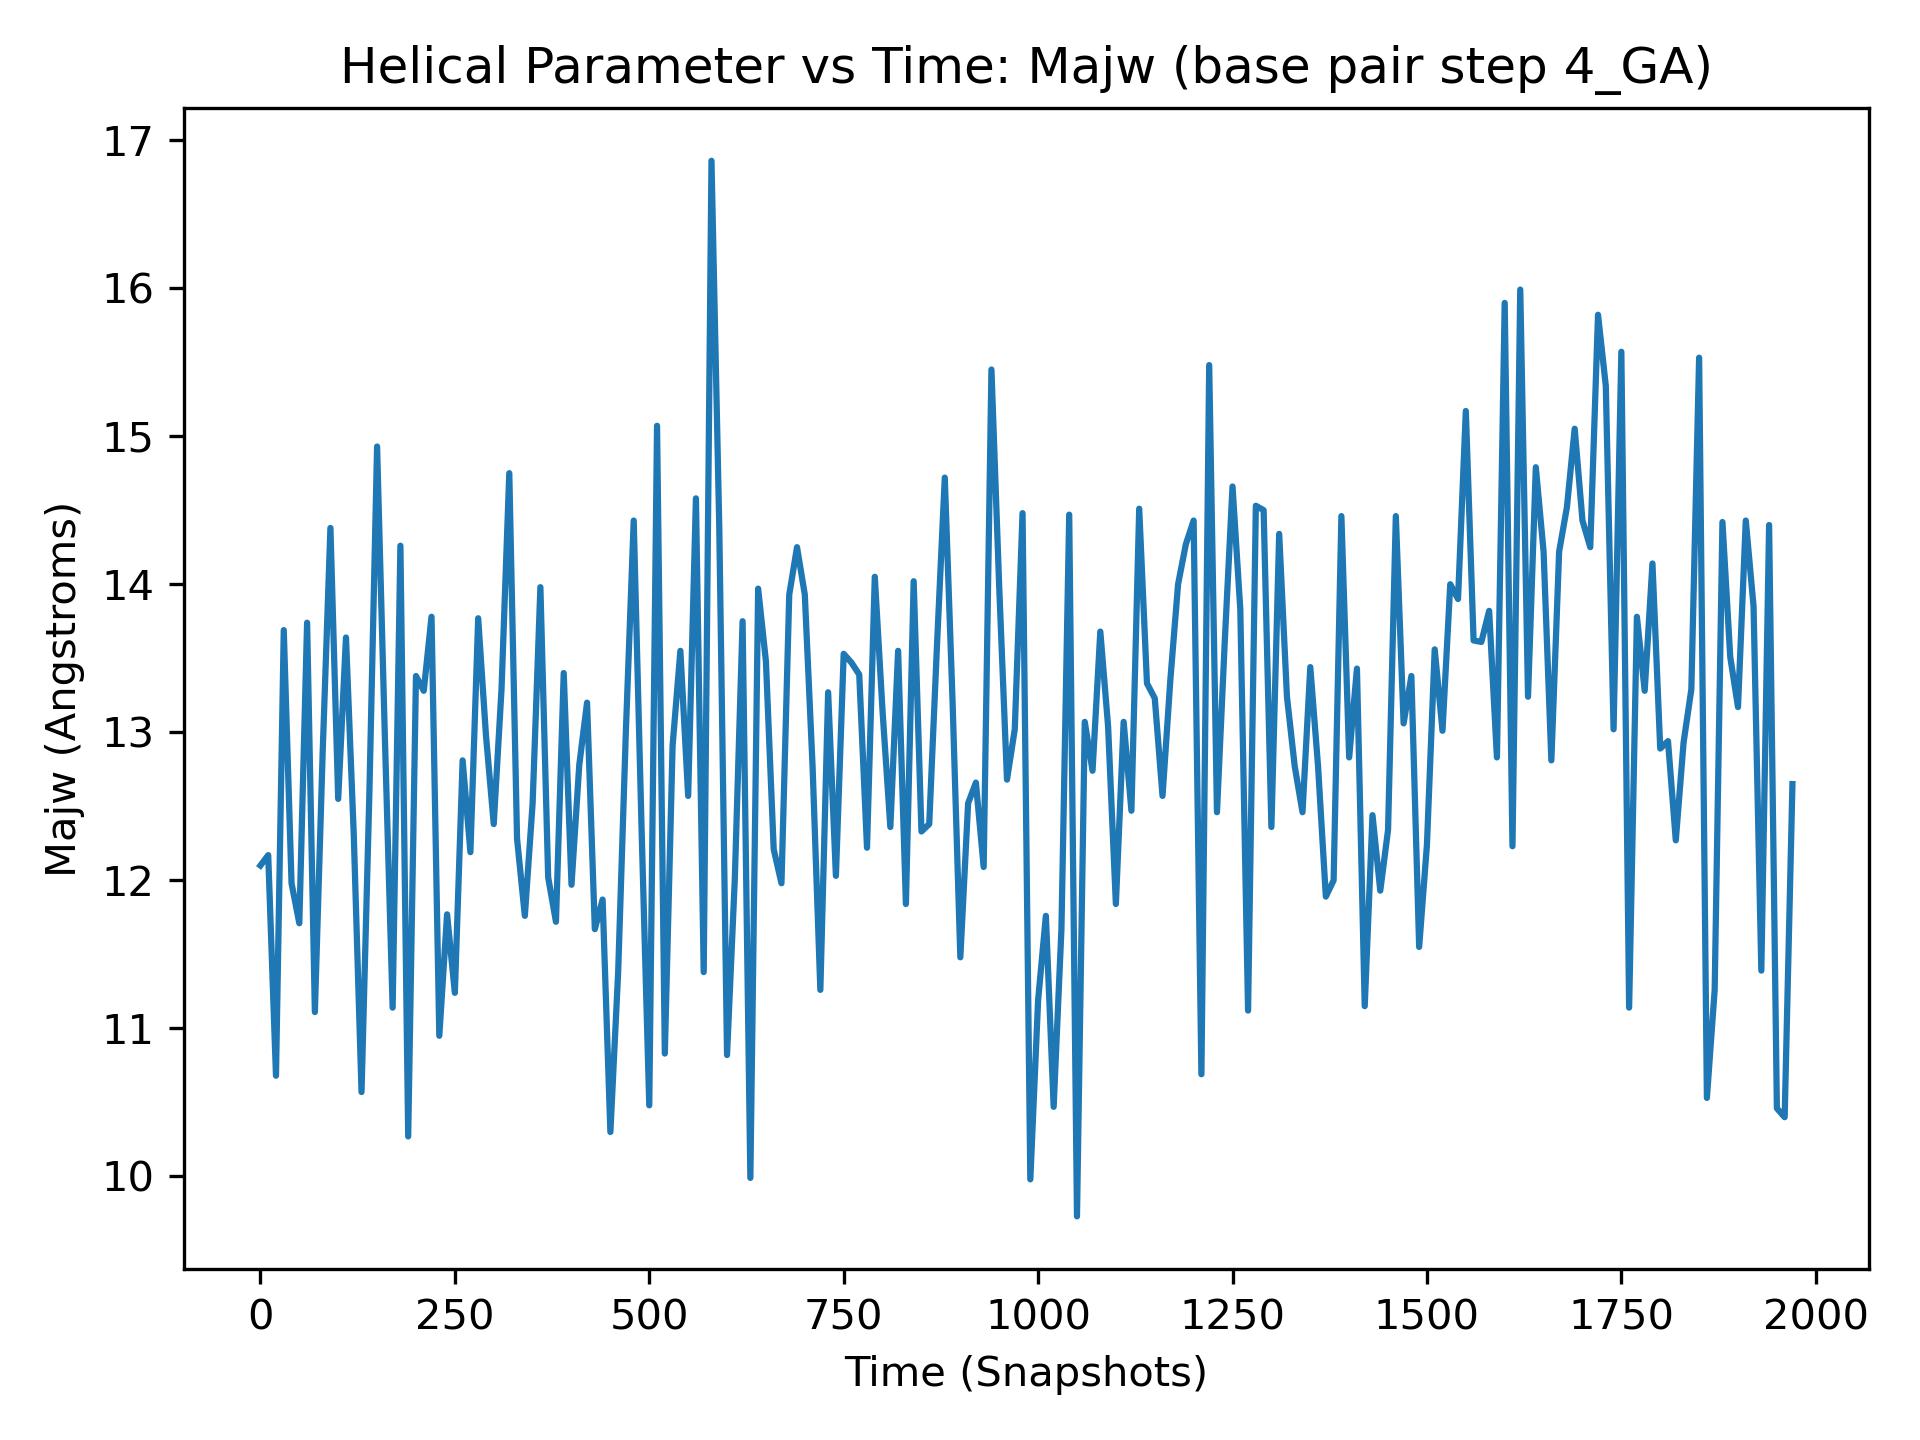 Helical Parameter vs Time: Majw (base pair step 4_GA)
17
16
15
14
13
12
11
10
Majw (Angstroms)
0 250 500 750 1000 1250 1500 1750 2000
Time (Snapshots)